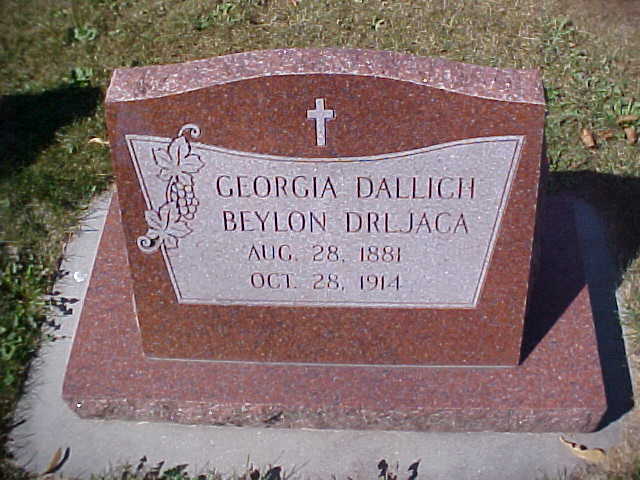 GEORGIA DALLICH
BEYLON DRLJACA
AUG. 28, 1881
OCT. 28, 1914